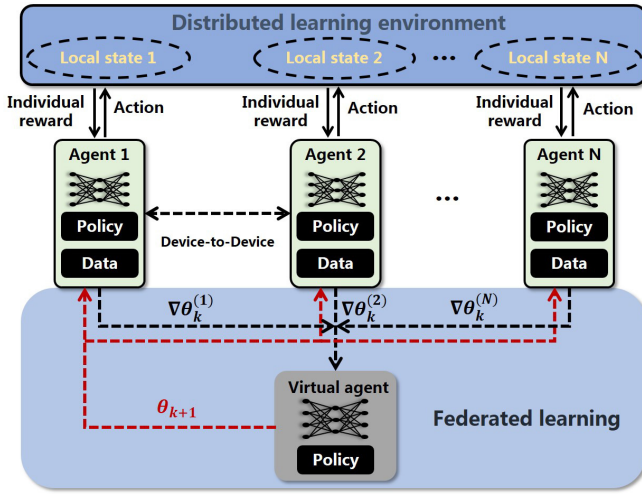 Distributed learning environment
Local state 1
Local state 2
...
Local state N
Individual reward
Action
Individual reward
Action
Individual reward
Action
Agent 1
Policy
Data
Device-to-Device
Agent 2
Policy
Data
...
Agent N
Policy
Data
∇θ_k^(1)
∇θ_k^(2)
∇θ_k^(N)
θ_{k+1}
Virtual agent
Policy
Federated learning